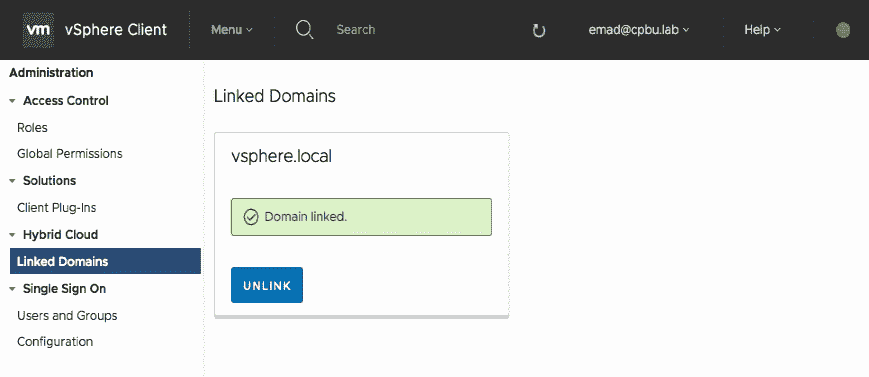 vm vSphere Client Menu Search emad@cpbu.lab Help
Administration
Access Control
Roles
Global Permissions
Solutions
Client Plug-Ins
Hybrid Cloud
Linked Domains
Single Sign On
Users and Groups
Configuration
Linked Domains
vsphere.local
Domain linked.
UNLINK